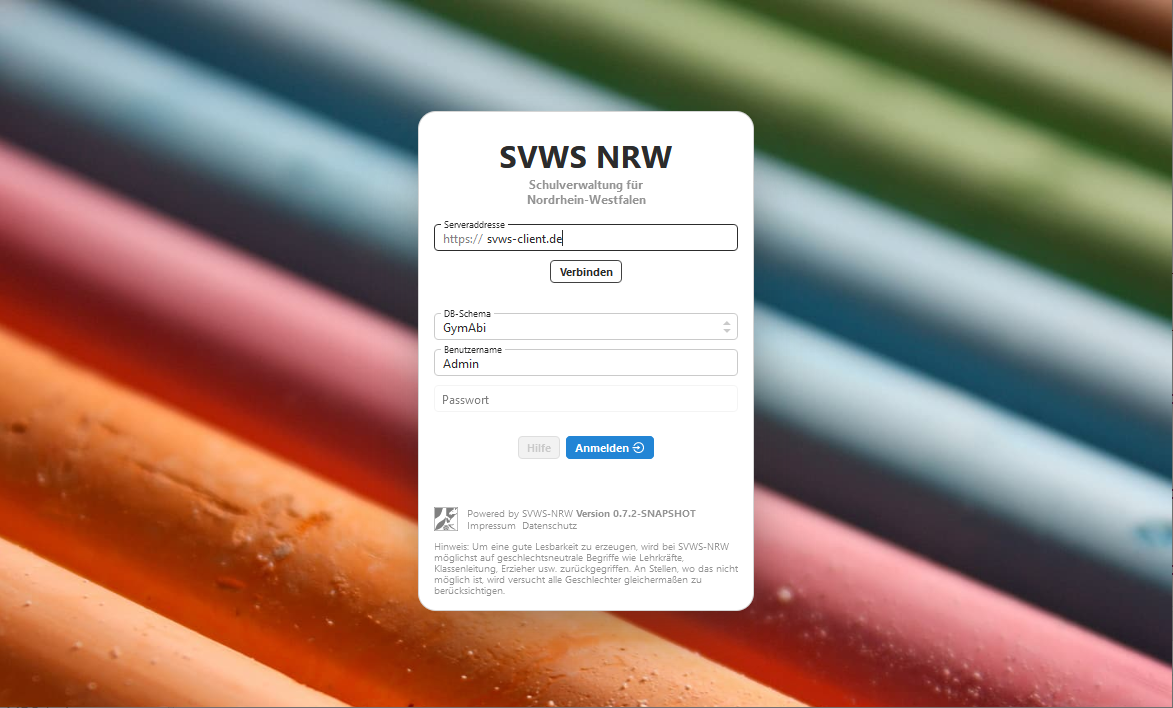 SVWS NRW
Schulverwaltung für
Nordrhein-Westfalen
Serveraddresse
https:// svws-client.de
Verbinden
DB-Schema
GymAbi
Benutzername
Admin
Passwort
Hilfe Anmelden
Powered by SVWS-NRW Version 0.7.2-SNAPSHOT
Impressum Datenschutz
Hinweis: Um eine gute Lesbarkeit zu erzeugen, wird bei SVWS-NRW
möglichst auf geschlechtsneutrale Begriffe wie Lehrkräfte,
Klassenleitung, Erzieher usw. zurückgegriffen. An Stellen, wo das nicht
möglich ist, wird versucht alle Geschlechter gleichermaßen zu
berücksichtigen.